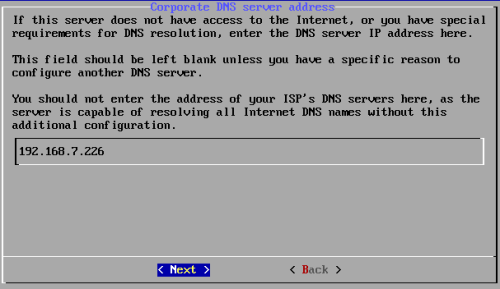 Corporate DNS server address
If this server does not have access to the Internet, or you have special
requirements for DNS resolution, enter the DNS server IP address here.
This field should be left blank unless you have a specific reason to
configure another DNS server.
You should not enter the address of your ISP's DNS servers here, as the
server is capable of resolving all Internet DNS names without this
additional configuration.
192.168.7.226
< Next > < Back >